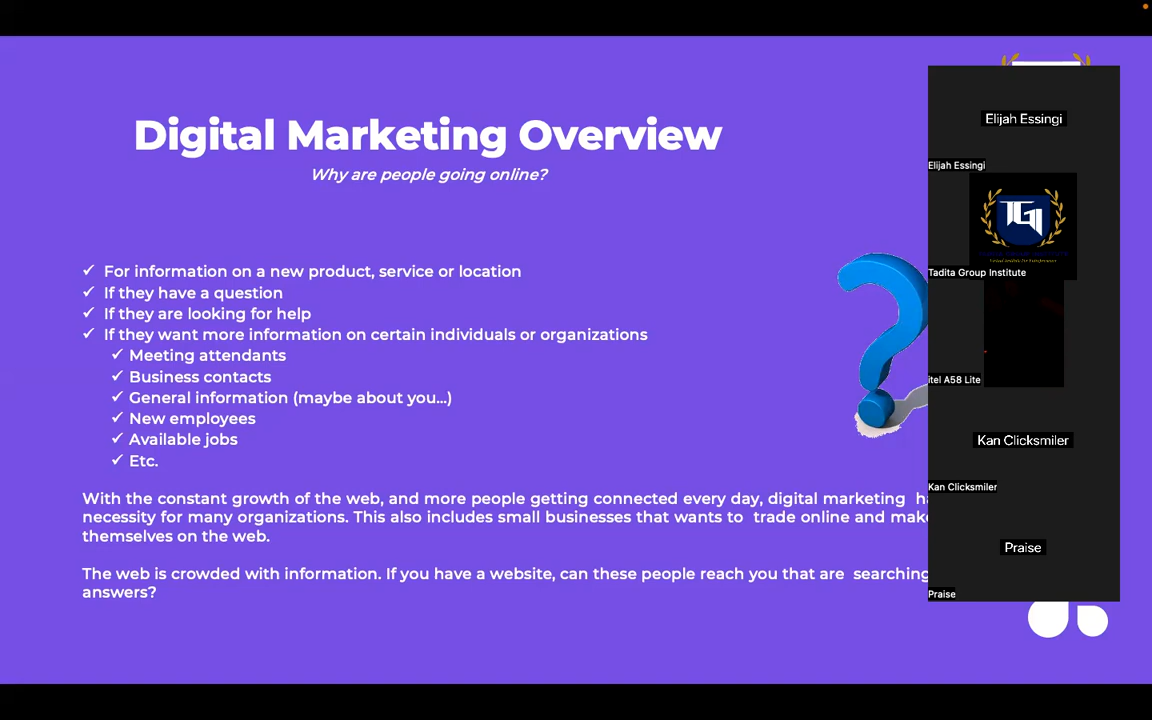 Digital Marketing Overview
Why are people going online?
✓ For information on a new product, service or location
✓ If they have a question
✓ If they are looking for help
✓ If they want more information on certain individuals or organizations
✓ Meeting attendants
✓ Business contacts
✓ General information (maybe about you...)
✓ New employees
✓ Available jobs
✓ Etc.
With the constant growth of the web, and more people getting connected every day, digital marketing
necessity for many organizations. This also includes small businesses that wants to trade online and
themselves on the web.
The web is crowded with information. If you have a website, can these people reach you that are searching
answers?
Elijah Essingi
Elijah Essingi
TGI
Tadita Group Institute
itel A58 Lite
Kan Clicksmiler
Kan Clicksmiler
Praise
Praise